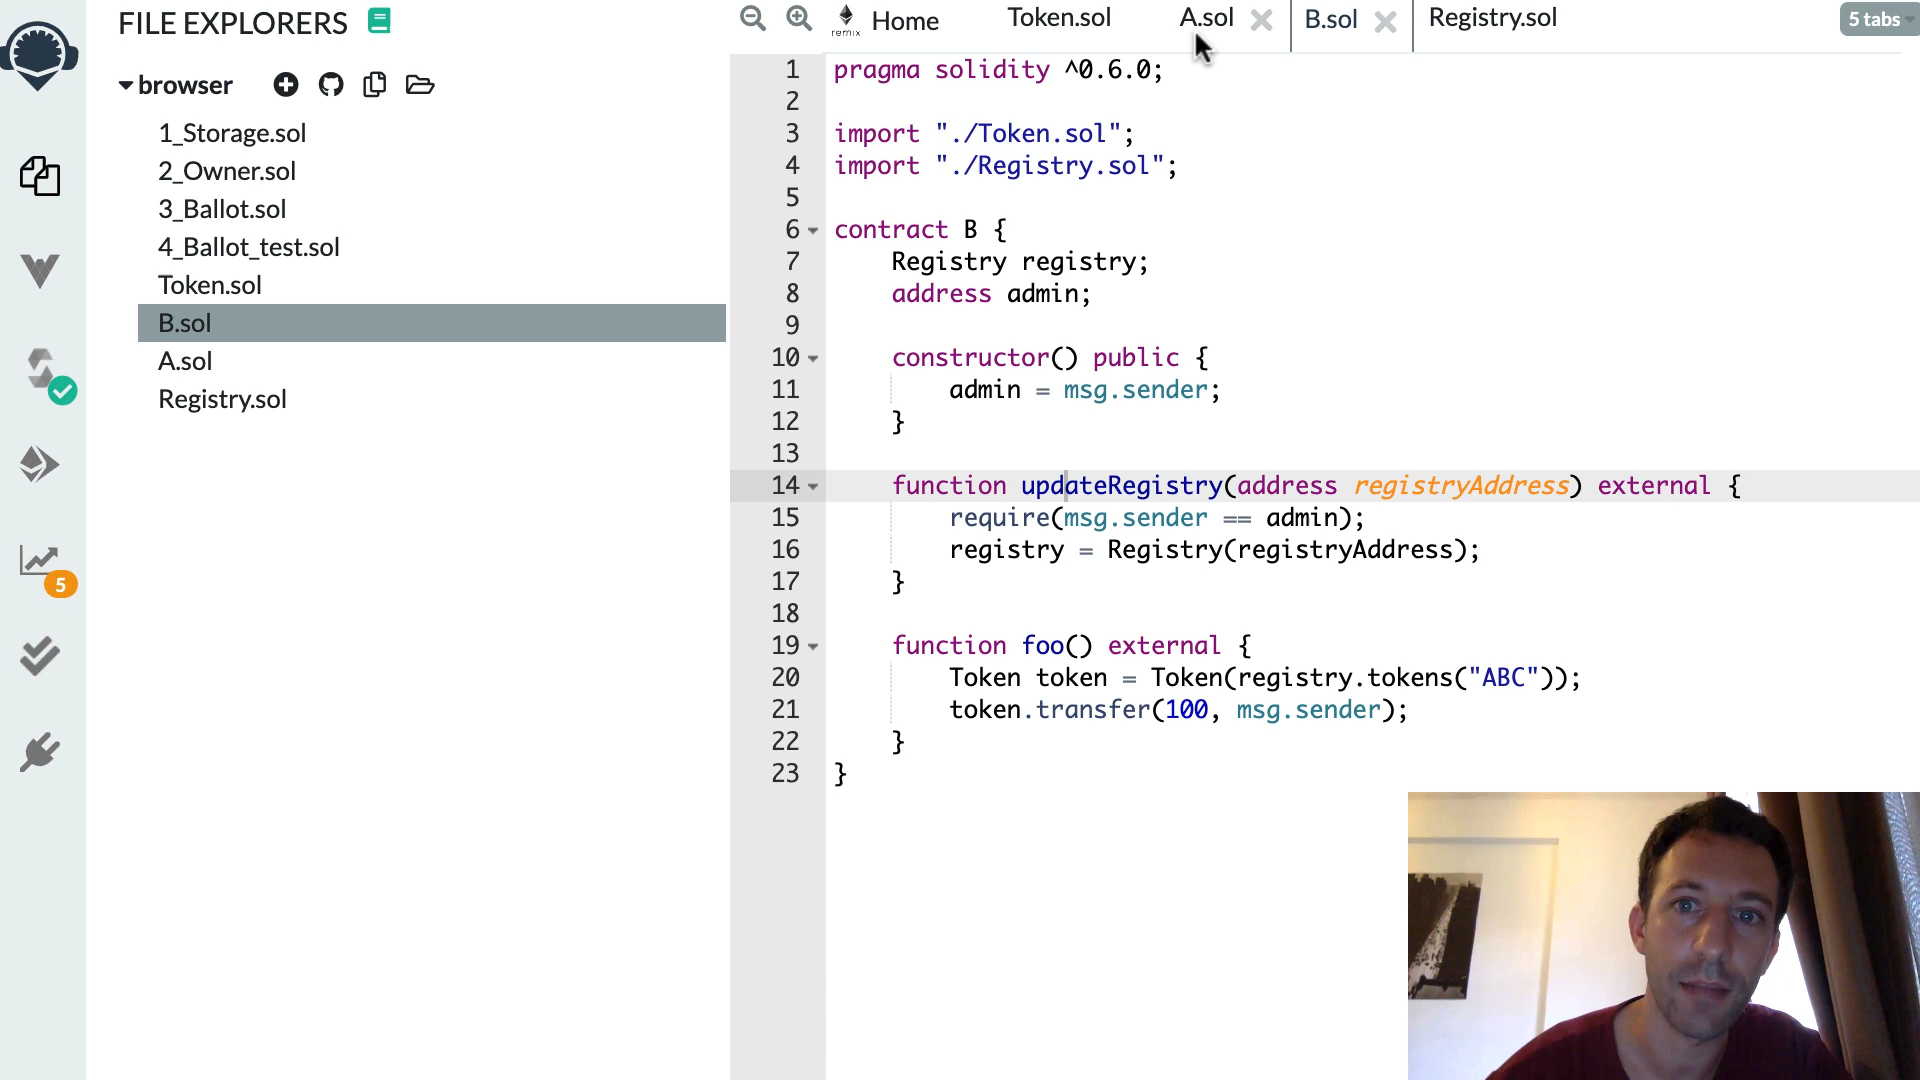 FILE EXPLORERS
browser
1_Storage.sol
2_Owner.sol
3_Ballot.sol
4_Ballot_test.sol
Token.sol
B.sol
A.sol
Registry.sol
5
remix
Home
Token.sol
A.sol
B.sol
Registry.sol
5 tabs
1 pragma solidity ^0.6.0;
2
3 import "./Token.sol";
4 import "./Registry.sol";
5
6 contract B {
7 Registry registry;
8 address admin;
9
10 constructor() public {
11 admin = msg.sender;
12 }
13
14 function updateRegistry(address registryAddress) external {
15 require(msg.sender == admin);
16 registry = Registry(registryAddress);
17 }
18
19 function foo() external {
20 Token token = Token(registry.tokens("ABC"));
21 token.transfer(100, msg.sender);
22 }
23 }